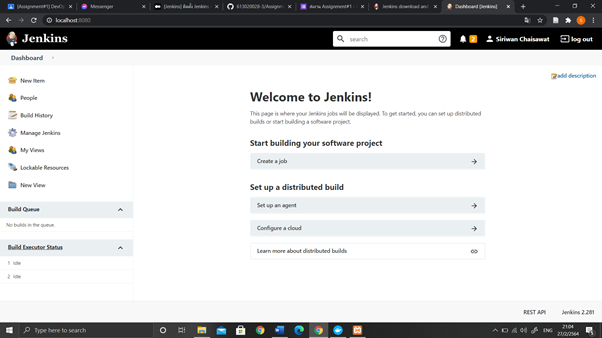 [Assignment#1] DevO
Messenger
[Jenkins] ติดตั้ง Jenkins
613020028-3/Assignm
ส่งงาน Assignment#1
Jenkins download and
Dashboard [Jenkins]
localhost:8080
Jenkins
search
2
Siriwan Chaisawat
log out
Dashboard
add description
New Item
People
Build History
Manage Jenkins
My Views
Lockable Resources
New View
Build Queue
No builds in the queue.
Build Executor Status
1 Idle
2 Idle
Welcome to Jenkins!
This page is where your Jenkins jobs will be displayed. To get started, you can set up distributed
builds or start building a software project.
Start building your software project
Create a job
Set up a distributed build
Set up an agent
Configure a cloud
Learn more about distributed builds
REST API
Jenkins 2.281
Type here to search
ENG
21:04
27/2/2564